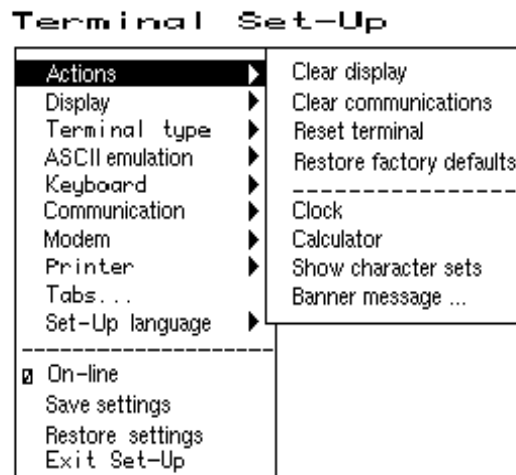 Terminal Set-Up
Actions
Display
Terminal type
ASCII emulation
Keyboard
Communication
Modem
Printer
Tabs...
Set-Up language
On-line
Save settings
Restore settings
Exit Set-Up
Clear display
Clear communications
Reset terminal
Restore factory defaults
Clock
Calculator
Show character sets
Banner message ...